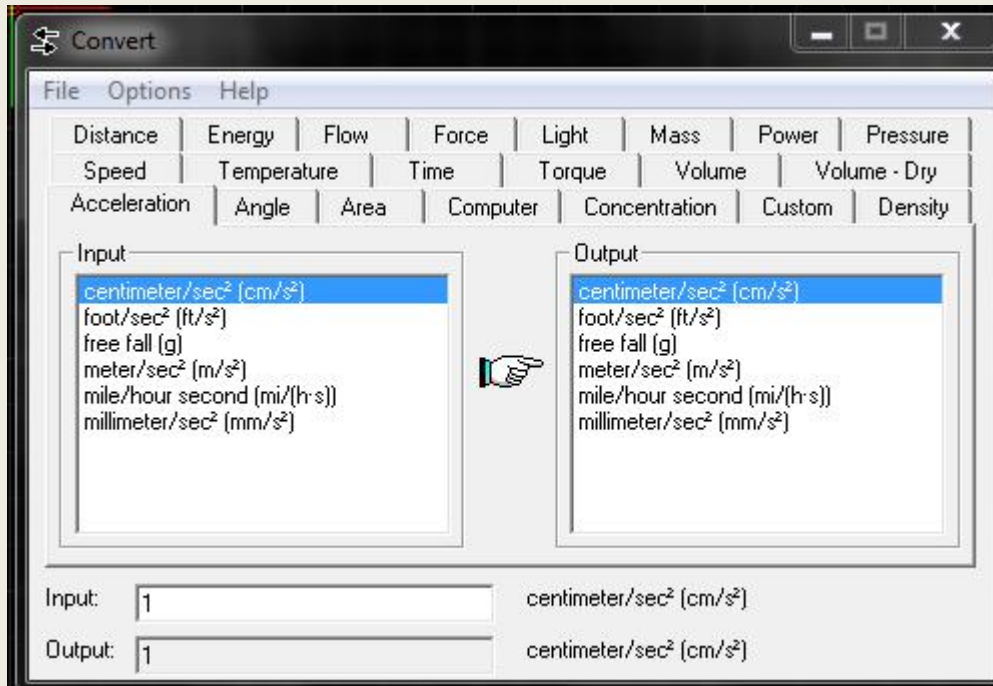 Convert
File Options Help
Distance Energy Flow Force Light Mass Power Pressure
Speed Temperature Time Torque Volume Volume - Dry
Acceleration Angle Area Computer Concentration Custom Density
Input Output
centimeter/sec² (cm/s²) centimeter/sec² (cm/s²)
foot/sec² (ft/s²) foot/sec² (ft/s²)
free fall (g) free fall (g)
meter/sec² (m/s²) meter/sec² (m/s²)
mile/hour second (mi/(h·s)) mile/hour second (mi/(h·s))
millimeter/sec² (mm/s²) millimeter/sec² (mm/s²)
Input: 1 centimeter/sec² (cm/s²)
Output: 1 centimeter/sec² (cm/s²)